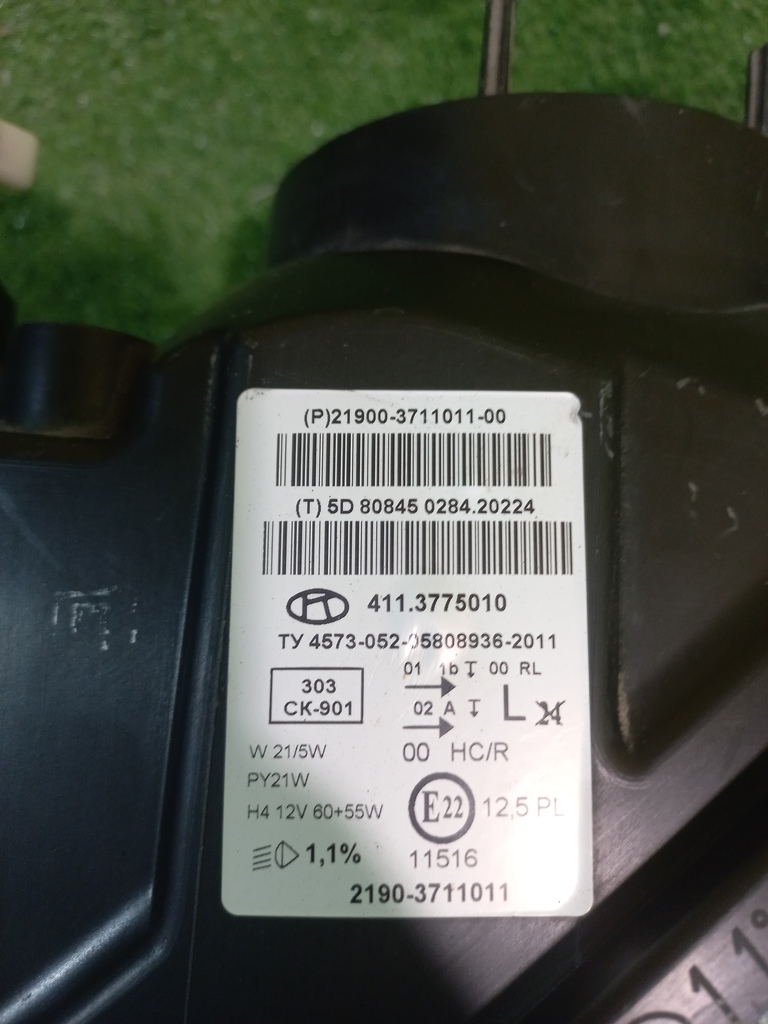 (P)21900-3711011-00
(T) 5D 80845 0284.20224
411.3775010
ТУ 4573-052-05808936-2011
01 1b 00 RL
303
СК-901
02 A
L 24
W 21/5W
00 HC/R
PY21W
H4 12V 60+55W
E22 12,5 PL
1,1%
11516
2190-3711011